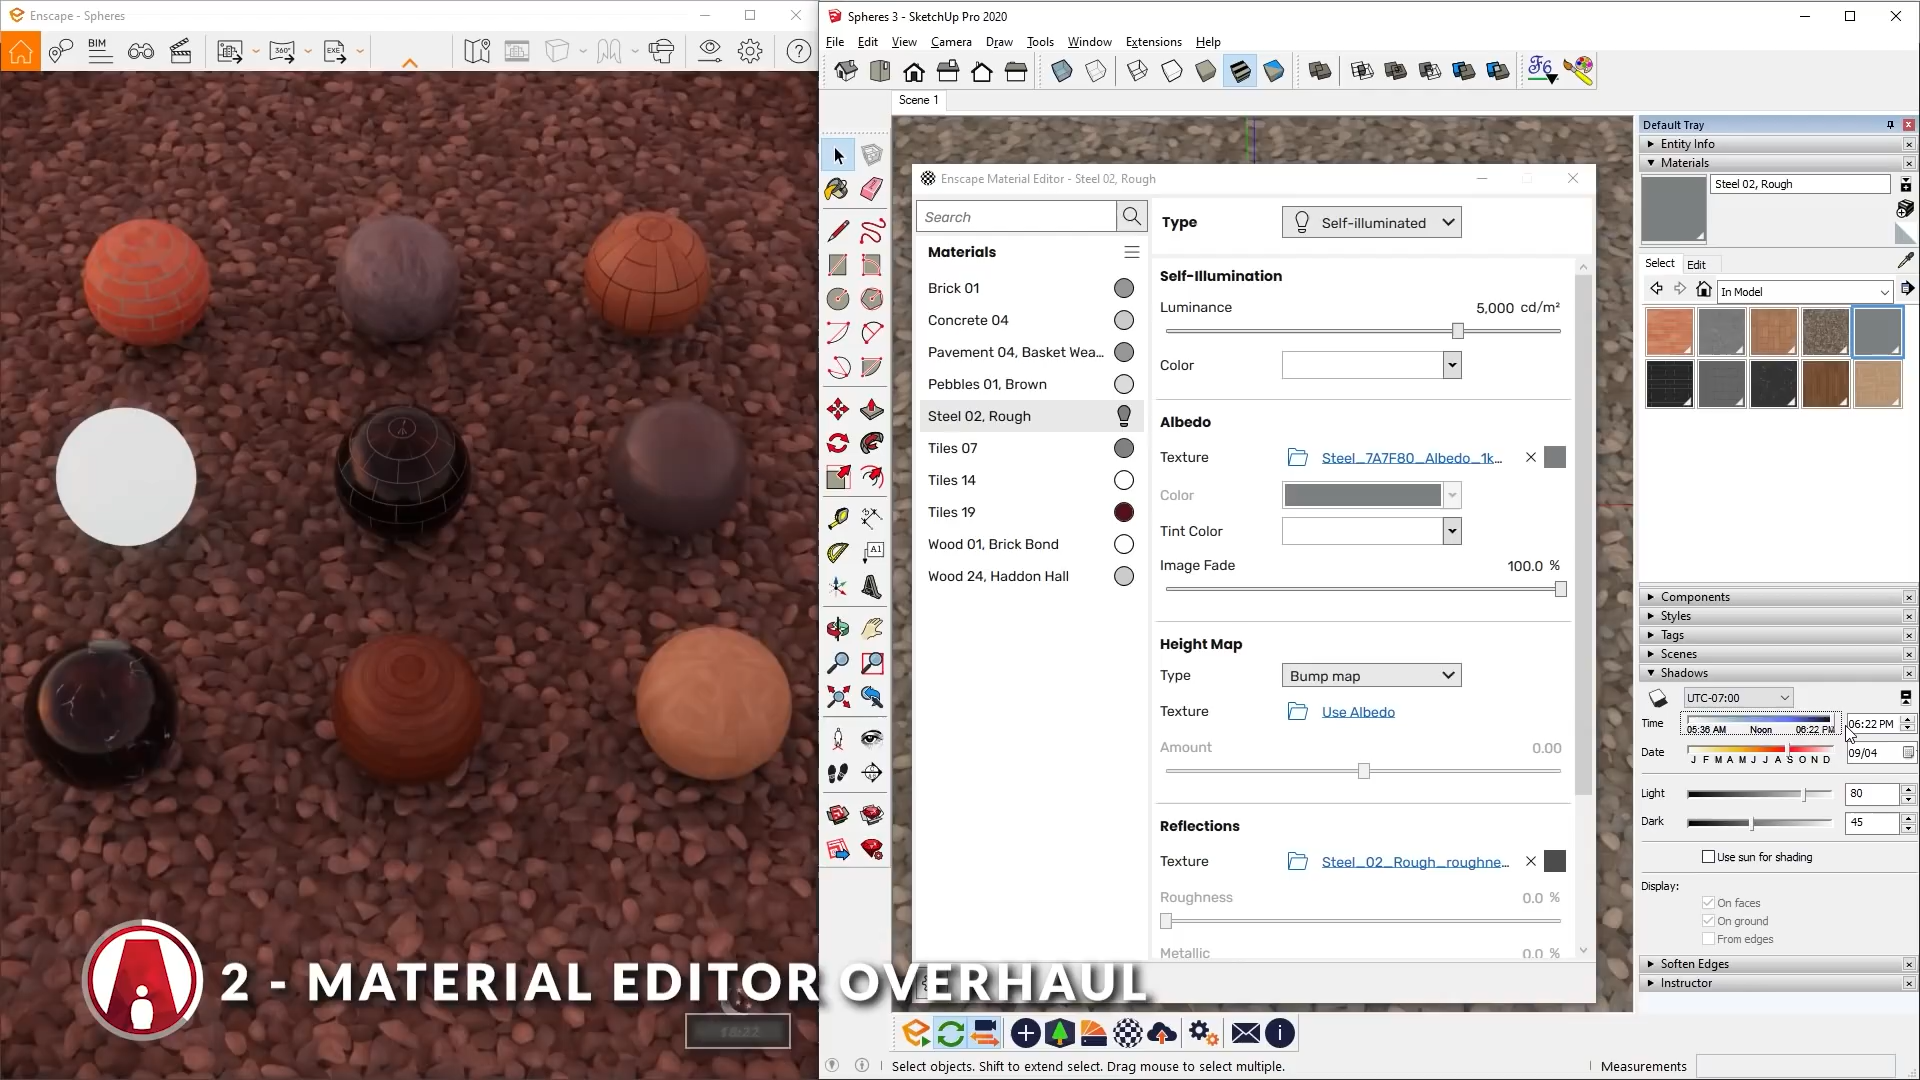 Enscape - Spheres
BIM
360°
EXE
?
Spheres 3 - SketchUp Pro 2020
File Edit View Camera Draw Tools Window Extensions Help
Scene 1
A1
Enscape Material Editor - Steel 02, Rough
Search
Materials
Brick 01
Concrete 04
Pavement 04, Basket Wea...
Pebbles 01, Brown
Steel 02, Rough
Tiles 07
Tiles 14
Tiles 19
Wood 01, Brick Bond
Wood 24, Haddon Hall
Type Self-illuminated
Self-Illumination
Luminance 5,000 cd/m²
Color
Albedo
Texture Steel_7A7F80_Albedo_1k...
Color
Tint Color
Image Fade 100.0 %
Height Map
Type Bump map
Texture Use Albedo
Amount 0.00
Reflections
Texture Steel_02_Rough_roughne...
Roughness 0.0 %
Metallic 0.0 %
Default Tray
Entity Info
Materials
Steel 02, Rough
Select Edit
In Model
Components
Styles
Tags
Scenes
Shadows
UTC-07:00
Time 05:36 AM Noon 06:22 PM 06:22 PM
Date J F M A M J J A S O N D 09/04
Light 80
Dark 45
Use sun for shading
Display:
On faces
On ground
From edges
Soften Edges
Instructor
2 - MATERIAL EDITOR OVERHAUL
18:22
Select objects. Shift to extend select. Drag mouse to select multiple.
Measurements